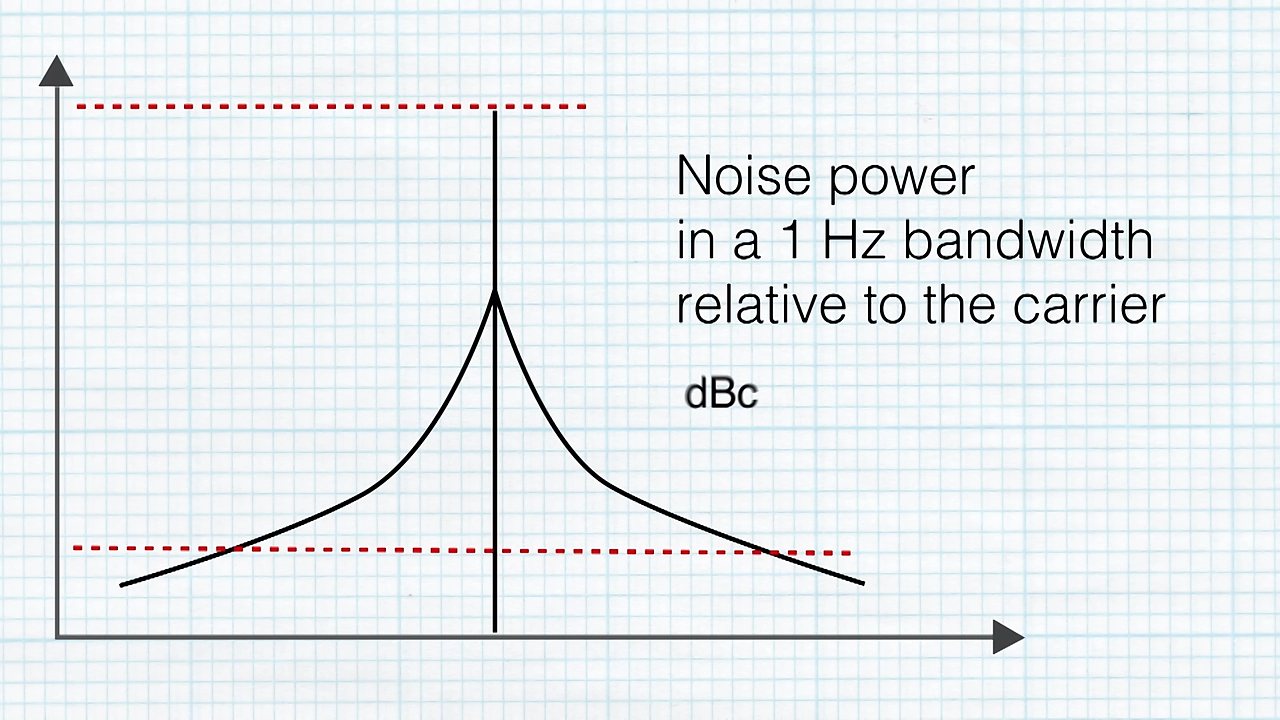 Noise power
in a 1 Hz bandwidth
relative to the carrier
dBc